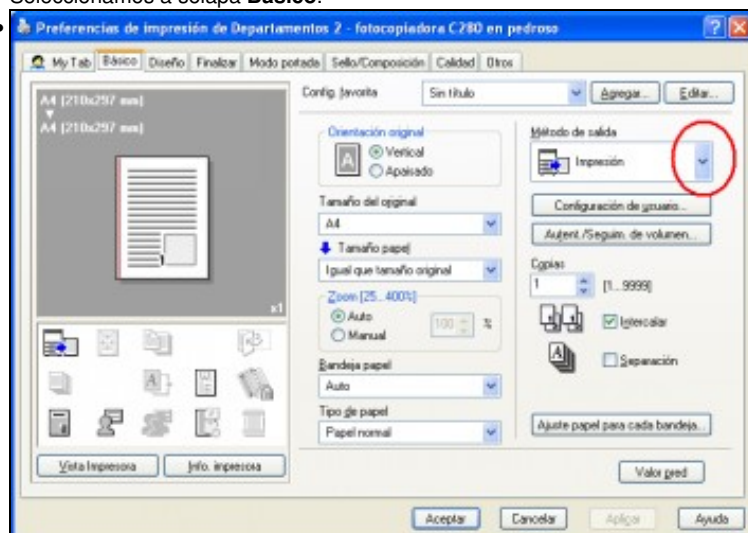 Seleccionamos a solapa Básico.
Preferencias de impresión de Departamentos 2 - fotocopiadora C280 en pedroso
My Tab Básico Diseño Finalizar Modo portada Sello/Composición Calidad Otros
A4 [210x297 mm]
A4 [210x297 mm]
x1
Vista Impresora Info. impresora
Config. favorita Sin título Agregar... Editar...
Orientación original
Vertical
Apaisado
Tamaño del original
A4
Tamaño papel
Igual que tamaño original
Zoom [25...400%]
Auto
Manual
100 %
Bandeja papel
Auto
Tipo de papel
Papel normal
Método de salida
Impresión
Configuración de usuario...
Autent./Seguim. de volumen...
Copias
1 [1...9999]
Intercalar
Separación
Ajuste papel para cada bandeja...
Valor pred
Aceptar Cancelar Aplicar Ayuda